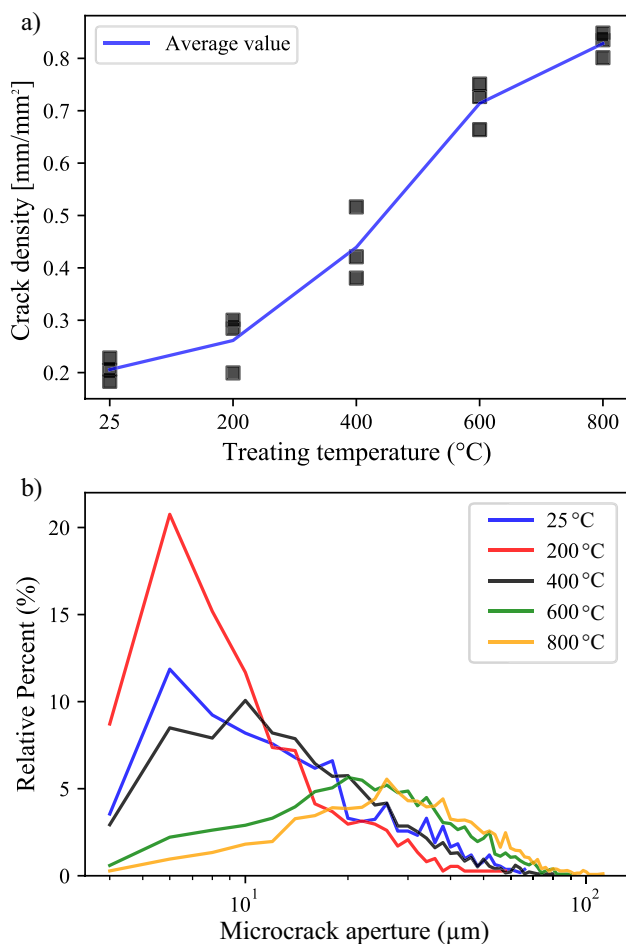 a)
Average value
Crack density [mm/mm²]
0.8
0.7
0.6
0.5
0.4
0.3
0.2
25
200
400
600
800
Treating temperature (°C)
b)
25 °C
200 °C
400 °C
600 °C
800 °C
Relative Percent (%)
20
15
10
5
0
10¹
10²
Microcrack aperture (μm)